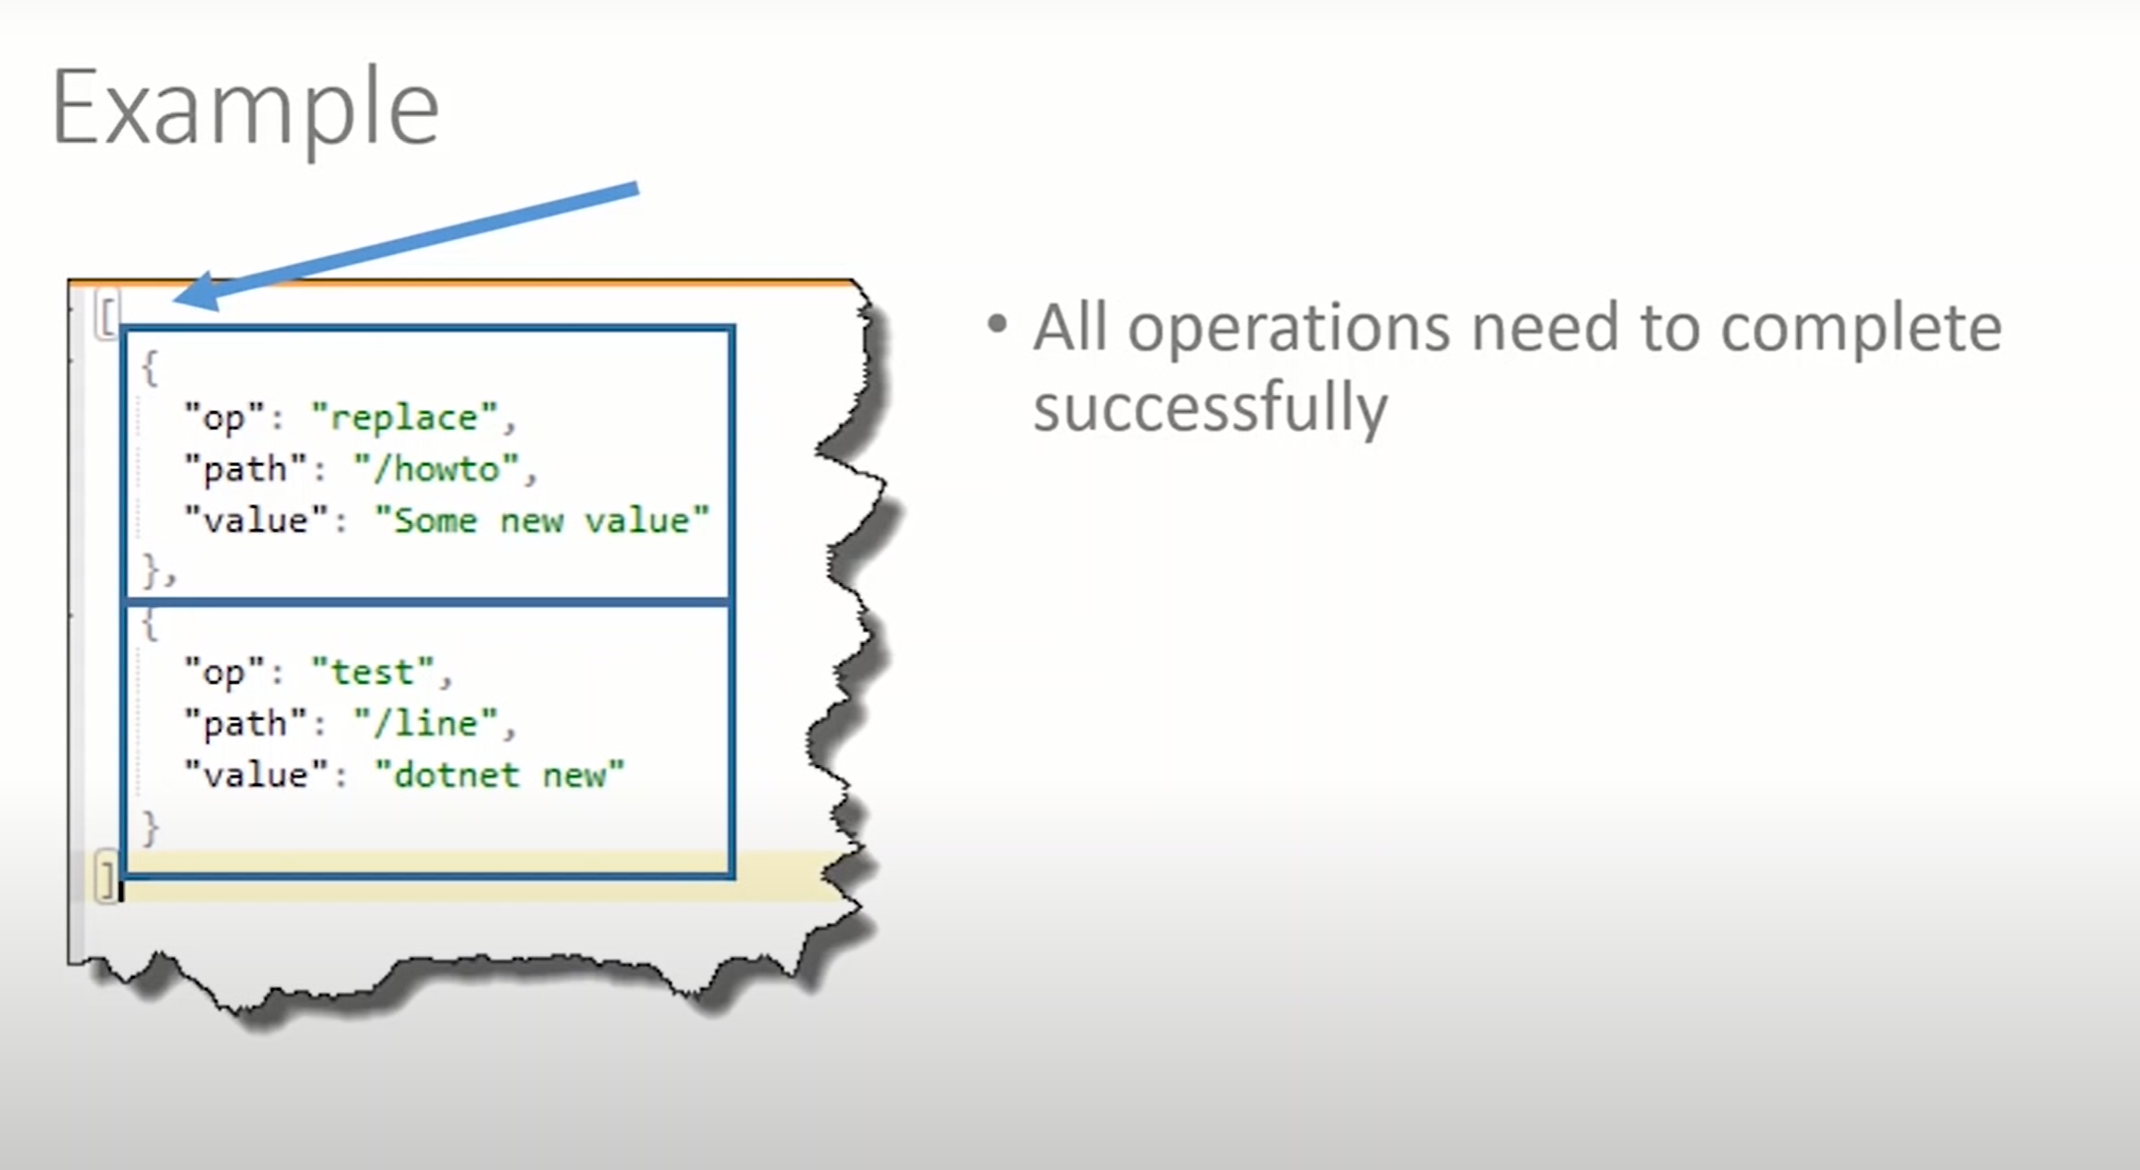 Example
[
{
"op": "replace",
"path": "/howto",
"value": "Some new value"
},
{
"op": "test",
"path": "/line",
"value": "dotnet new"
}
]
• All operations need to complete
successfully